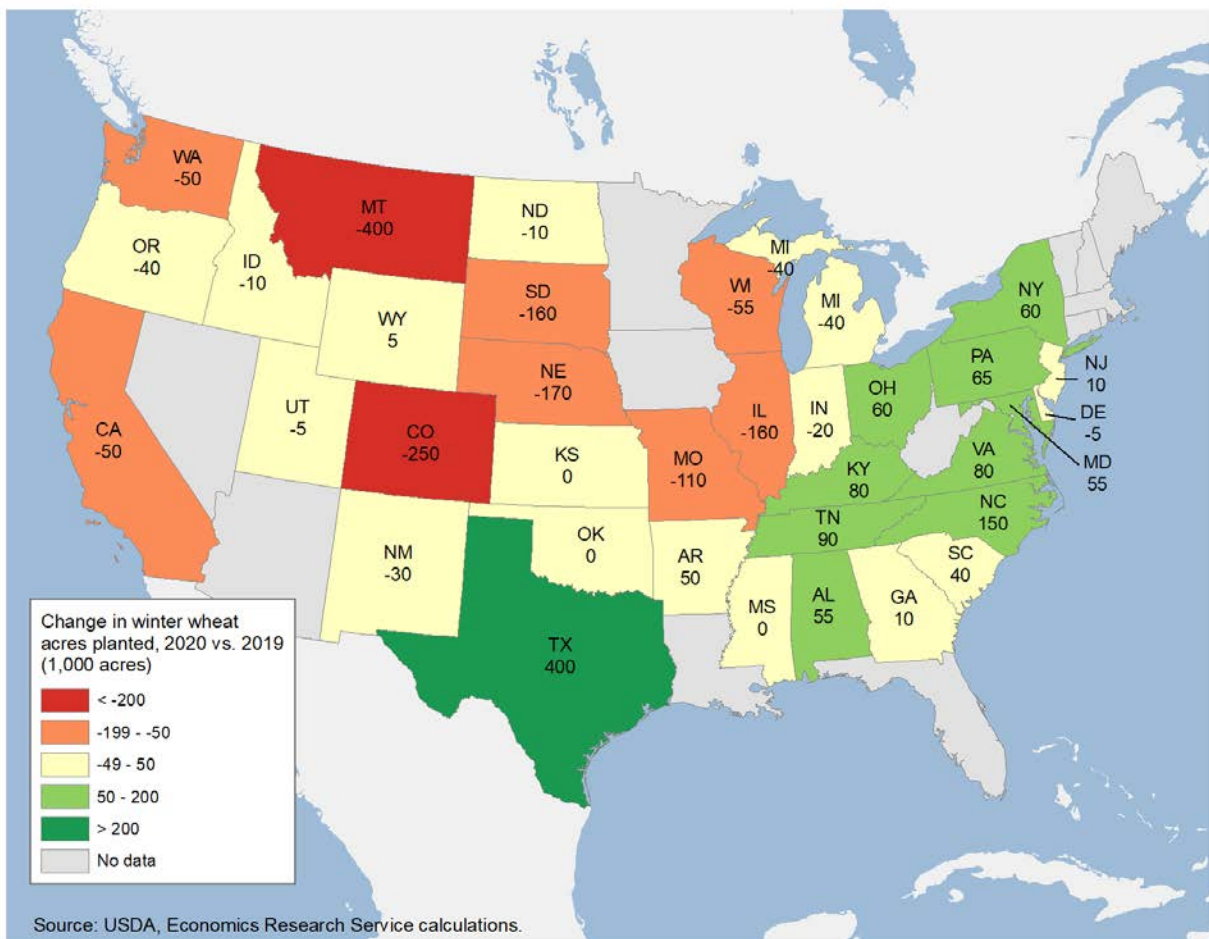 WA
-50
MT
-400
ND
-10
OR
-40
ID
-10
MI
-40
WI
-55
SD
-160
MI
-40
NY
60
WY
5
PA
65
NJ
10
NE
-170
OH
60
IL
-160
IN
-20
DE
-5
UT
-5
CO
-250
CA
-50
KS
0
MO
-110
KY
80
VA
80
MD
55
NC
150
TN
90
OK
0
AR
50
NM
-30
SC
40
MS
0
AL
55
GA
10
TX
400
Change in winter wheat
acres planted, 2020 vs. 2019
(1,000 acres)
< -200
-199 - -50
-49 - 50
50 - 200
> 200
No data
Source: USDA, Economics Research Service calculations.